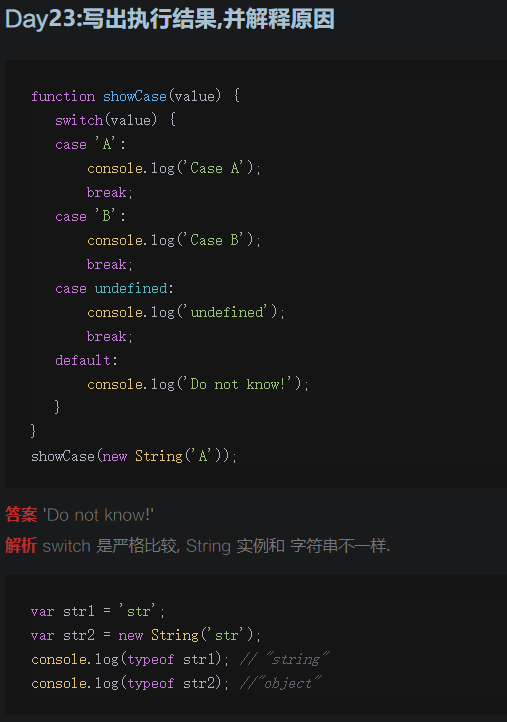 Day23:写出执行结果,并解释原因
function showCase(value) {
switch(value) {
case 'A':
console.log('Case A');
break;
case 'B':
console.log('Case B');
break;
case undefined:
console.log('undefined');
break;
default:
console.log('Do not know!');
}
}
showCase(new String('A'));
答案 'Do not know!'
解析 switch 是严格比较, String 实例和 字符串不一样.
var str1 = 'str';
var str2 = new String('str');
console.log(typeof str1); // "string"
console.log(typeof str2); //"object"